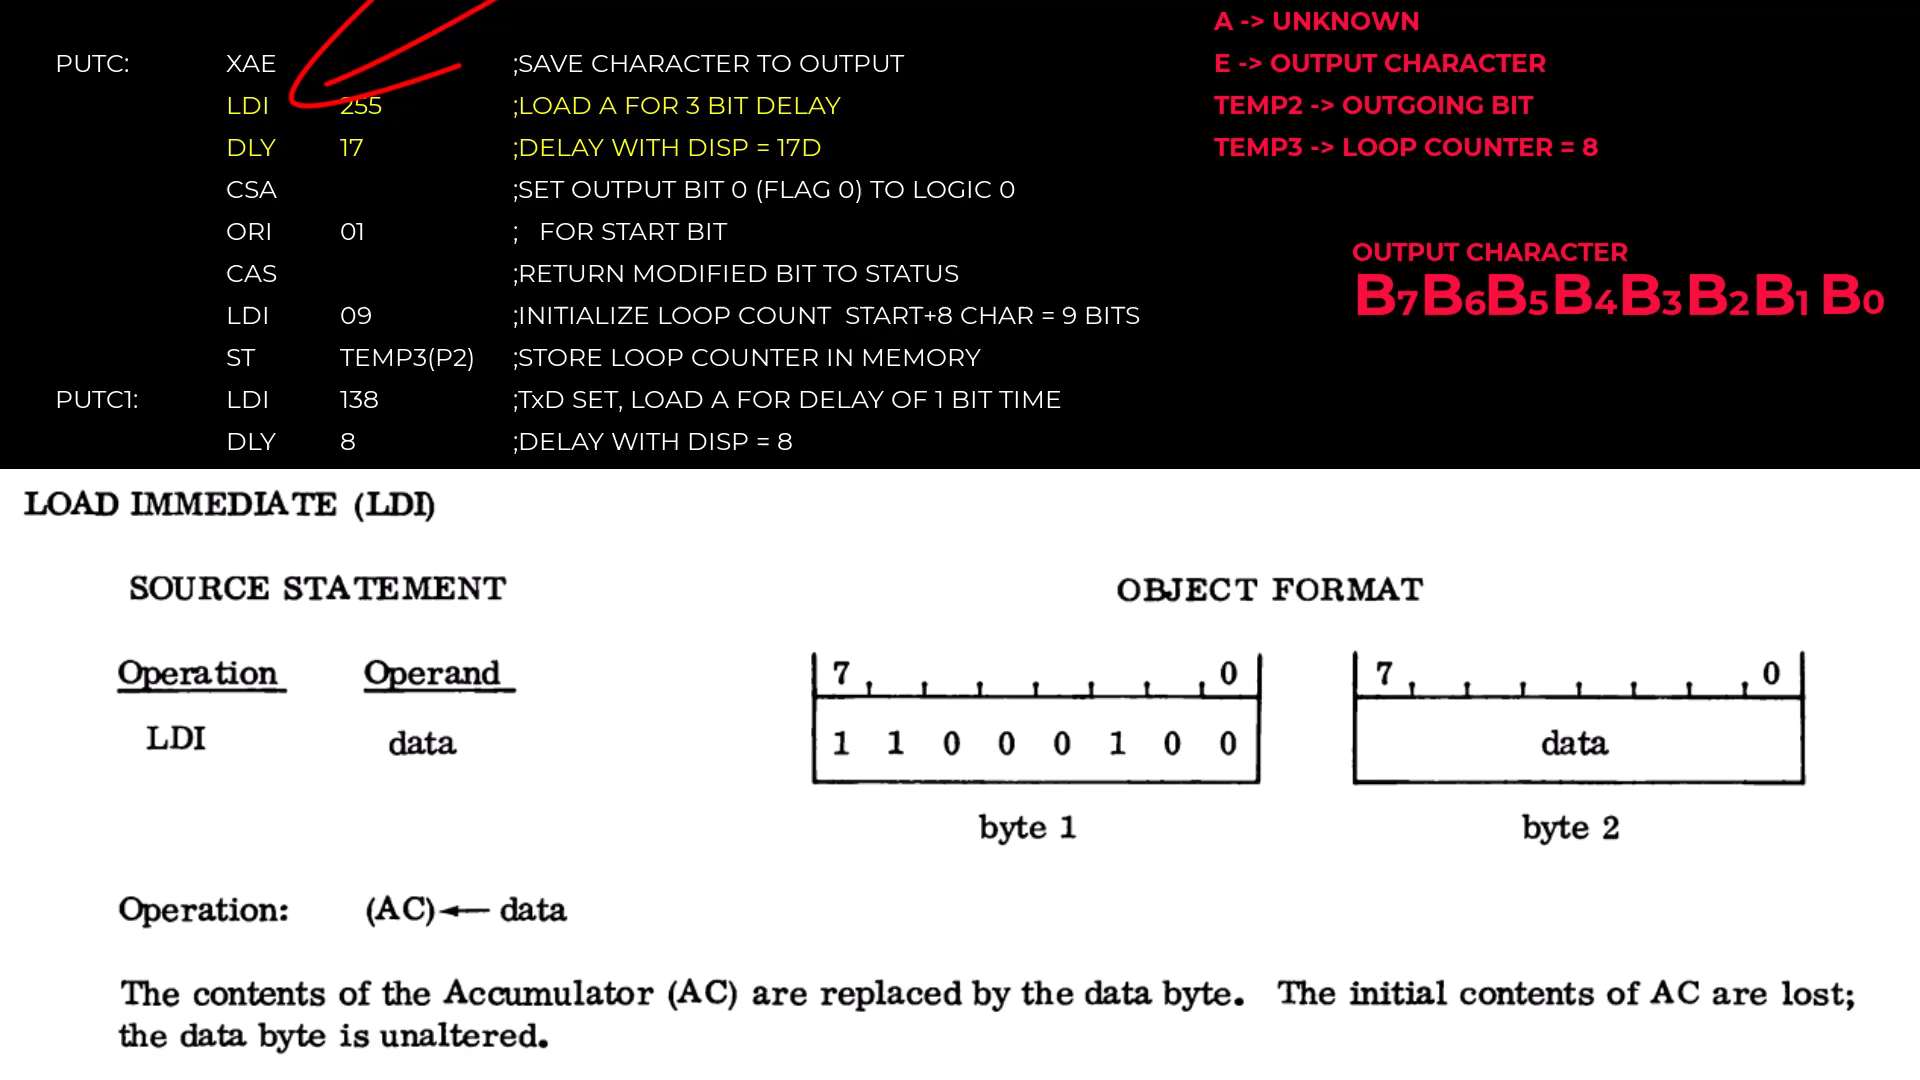 PUTC: XAE ;SAVE CHARACTER TO OUTPUT
LDI 255 ;LOAD A FOR 3 BIT DELAY
DLY 17 ;DELAY WITH DISP = 17D
CSA ;SET OUTPUT BIT 0 (FLAG 0) TO LOGIC 0
ORI 01 ; FOR START BIT
CAS ;RETURN MODIFIED BIT TO STATUS
LDI 09 ;INITIALIZE LOOP COUNT START+8 CHAR = 9 BITS
ST TEMP3(P2) ;STORE LOOP COUNTER IN MEMORY
PUTC1: LDI 138 ;TxD SET, LOAD A FOR DELAY OF 1 BIT TIME
DLY 8 ;DELAY WITH DISP = 8
A -> UNKNOWN
E -> OUTPUT CHARACTER
TEMP2 -> OUTGOING BIT
TEMP3 -> LOOP COUNTER = 8
OUTPUT CHARACTER
B7B6B5B4B3B2B1 B0
LOAD IMMEDIATE (LDI)
SOURCE STATEMENT OBJECT FORMAT
Operation Operand 7 0 7 0
LDI data 1 1 0 0 0 1 0 0 data
byte 1 byte 2
Operation: (AC)← data
The contents of the Accumulator (AC) are replaced by the data byte. The initial contents of AC are lost;
the data byte is unaltered.